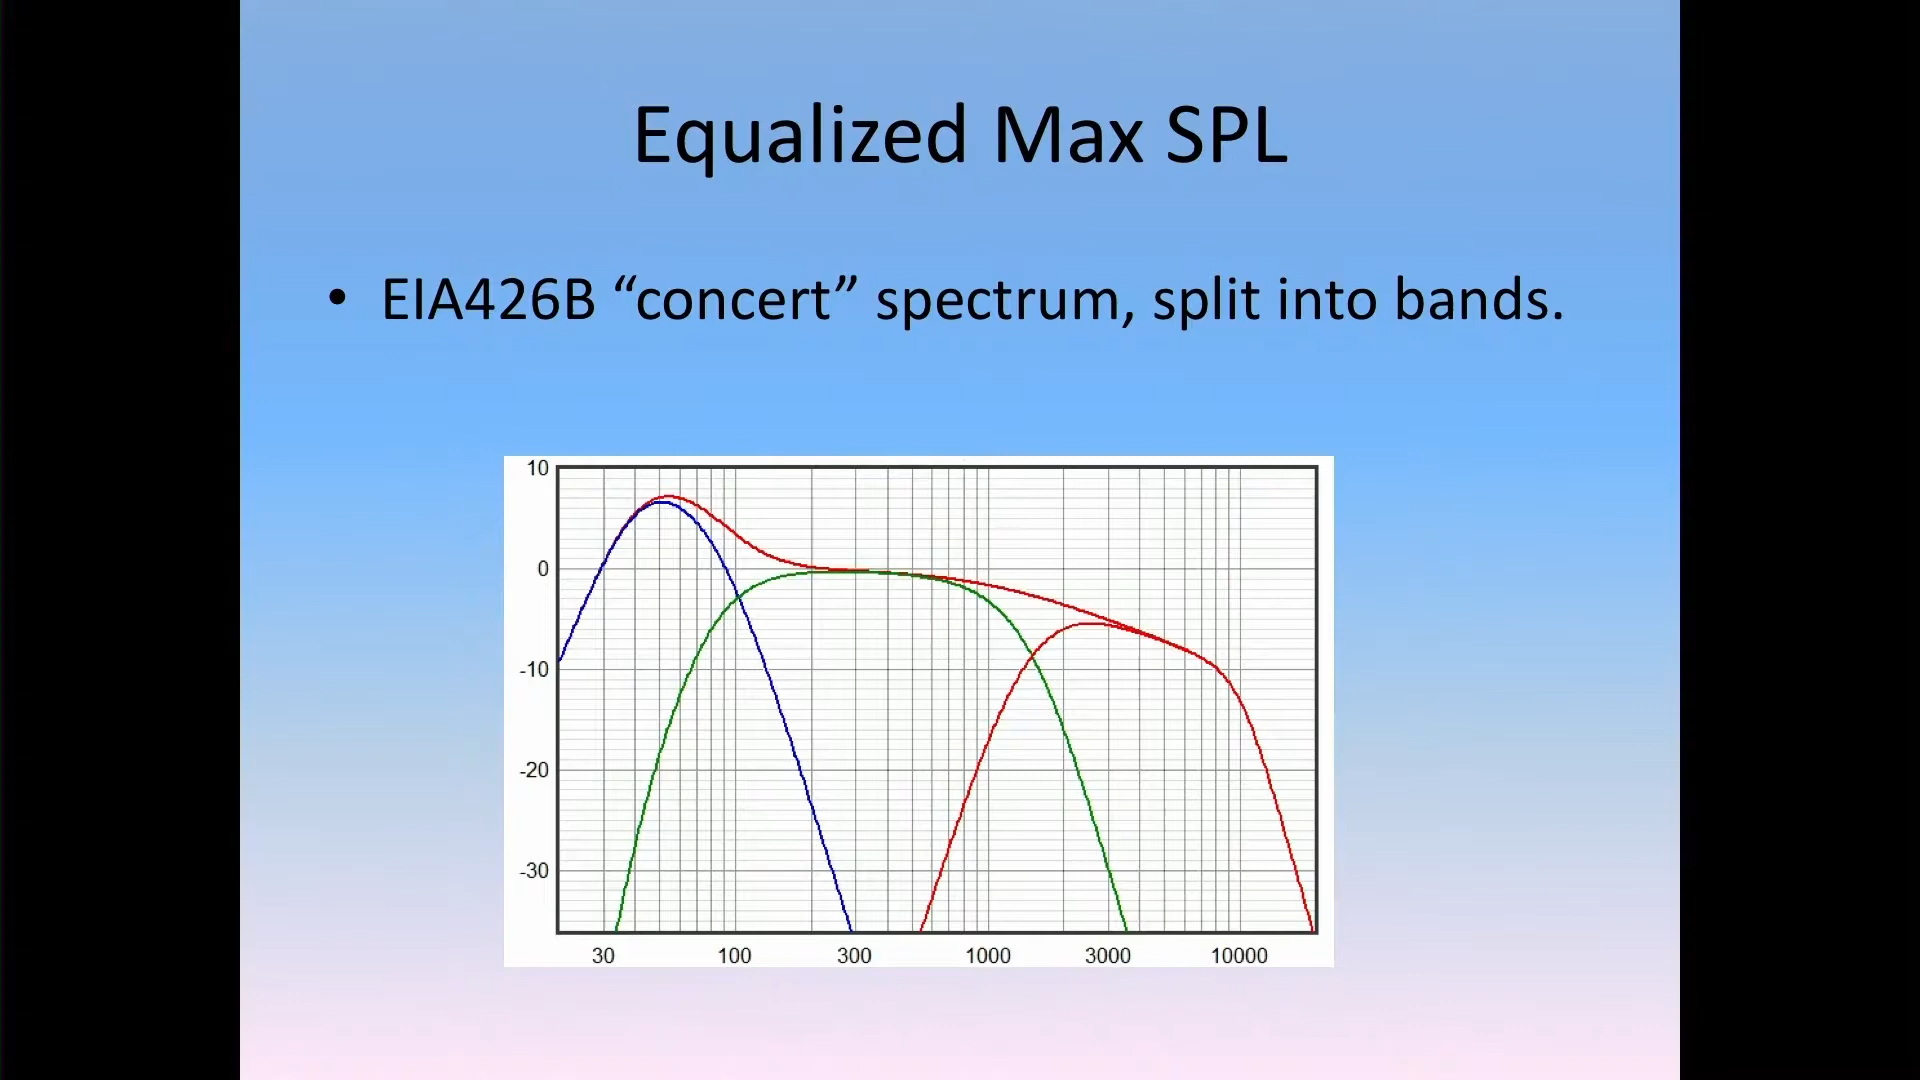 Equalized Max SPL
• EIA426B “concert” spectrum, split into bands.
10
0
-10
-20
-30
30 100 300 1000 3000 10000